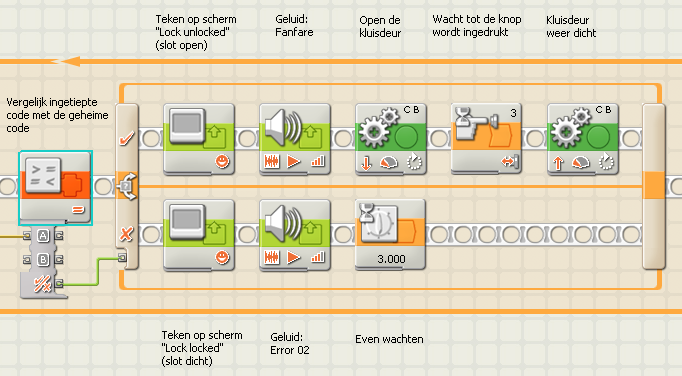 Teken op scherm
"Lock unlocked"
(slot open)
Geluid:
Fanfare
Open de
kluisdeur
Wacht tot de knop
wordt ingedrukt
Kluisdeur
weer dicht
Vergelijk ingetiepte
code met de geheime
code
C B
3
C B
> =
< =
=
A
B
3.000
Teken op scherm
"Lock locked"
(slot dicht)
Geluid:
Error 02
Even wachten